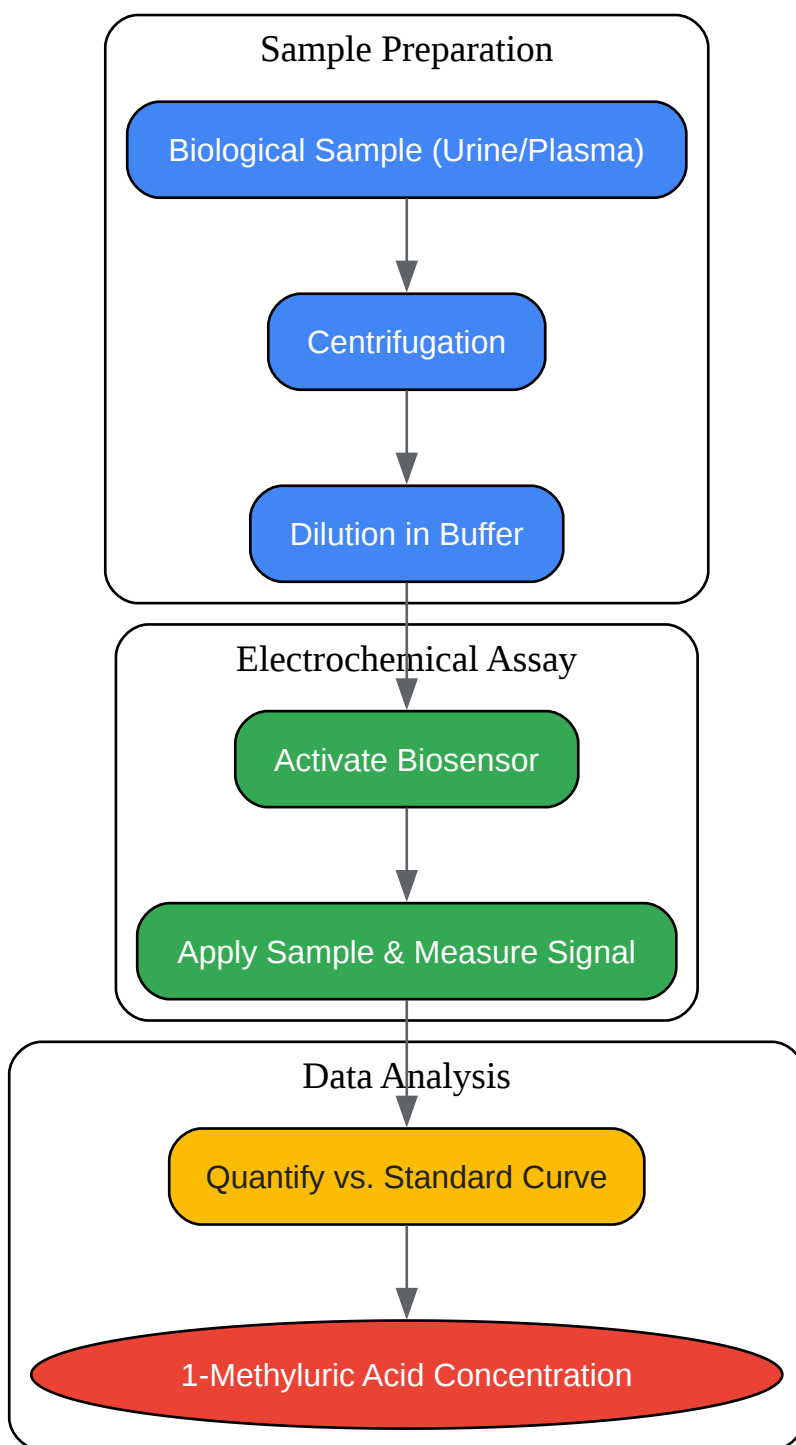 Sample Preparation
Biological Sample (Urine/Plasma)
Centrifugation
Dilution in Buffer
Electrochemical Assay
Activate Biosensor
Apply Sample & Measure Signal
Data Analysis
Quantify vs. Standard Curve
1-Methyluric Acid Concentration